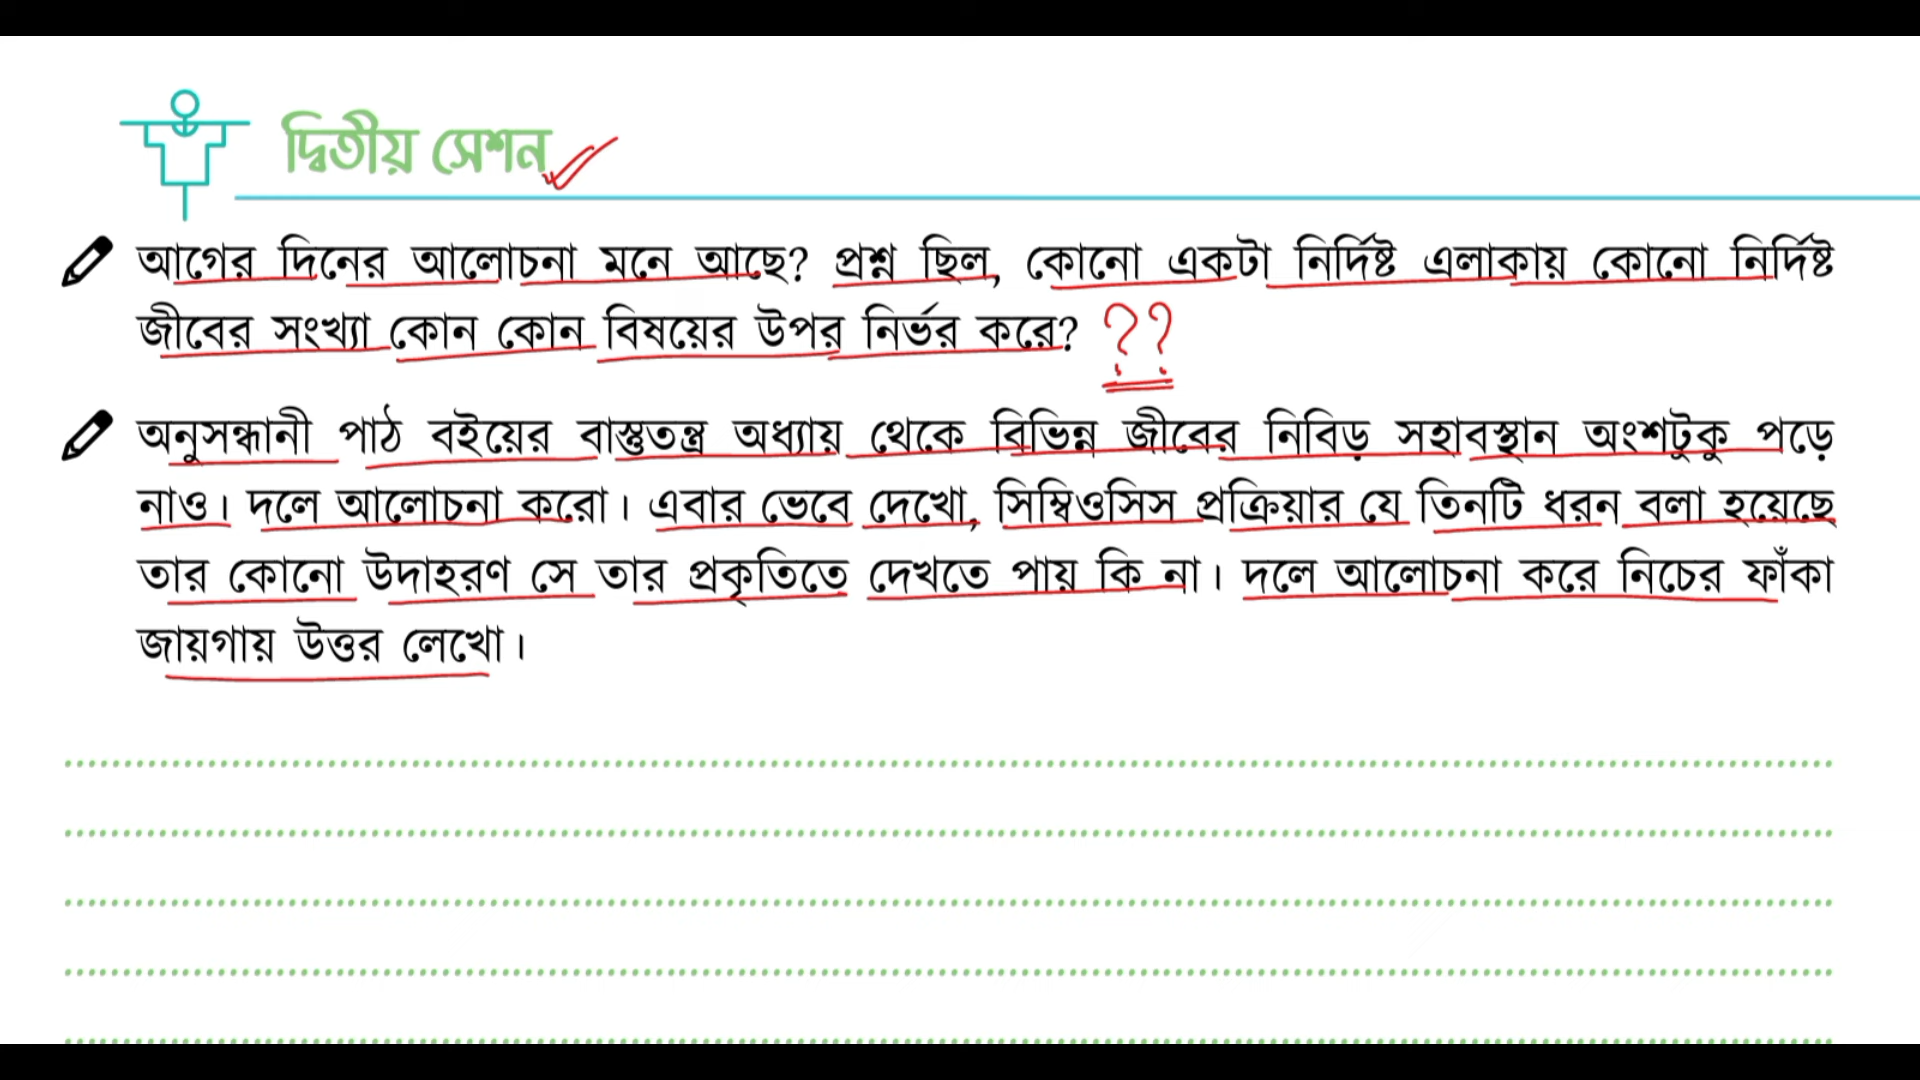 দ্বিতীয় সেশন
আগের দিনের আলোচনা মনে আছে? প্রশ্ন ছিল, কোনো একটা নির্দিষ্ট এলাকায় কোনো নির্দিষ্ট
জীবের সংখ্যা কোন কোন বিষয়ের উপর নির্ভর করে? ??
অনুসন্ধানী পাঠ বইয়ের বাস্তুতন্ত্র অধ্যায় থেকে বিভিন্ন জীবের নিবিড় সহাবস্থান অংশটুকু পড়ে
নাও। দলে আলোচনা করো। এবার ভেবে দেখো, সিম্বিওসিস প্রক্রিয়ার যে তিনটি ধরন বলা হয়েছে
তার কোনো উদাহরণ সে তার প্রকৃতিতে দেখতে পায় কি না। দলে আলোচনা করে নিচের ফাঁকা
জায়গায় উত্তর লেখো।